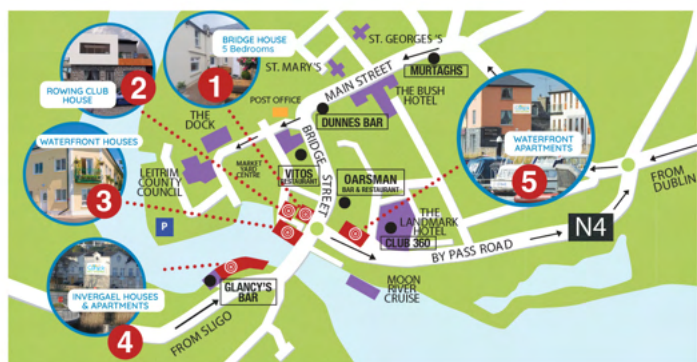 BRIDGE HOUSE
5 Bedrooms
1
ROWING CLUB
HOUSE
2
WATERFRONT HOUSES
3
INVERGAEL HOUSES
& APARTMENTS
4
WATERFRONT
APARTMENTS
5
ST. GEORGES'S
ST. MARY'S
MURTAGHS
MAIN STREET
THE BUSH
HOTEL
POST OFFICE
DUNNES BAR
THE
DOCK
BRIDGE STREET
MARKET
YARD CENTRE
VITOS
RESTAURANT
LEITRIM
COUNTY
COUNCIL
OARSMAN
BAR & RESTAURANT
P
THE
LANDMARK
HOTEL
CLUB 360
N4
FROM
DUBLIN
BY PASS ROAD
MOON
RIVER
CRUISE
GLANCY'S
BAR
FROM SLIGO